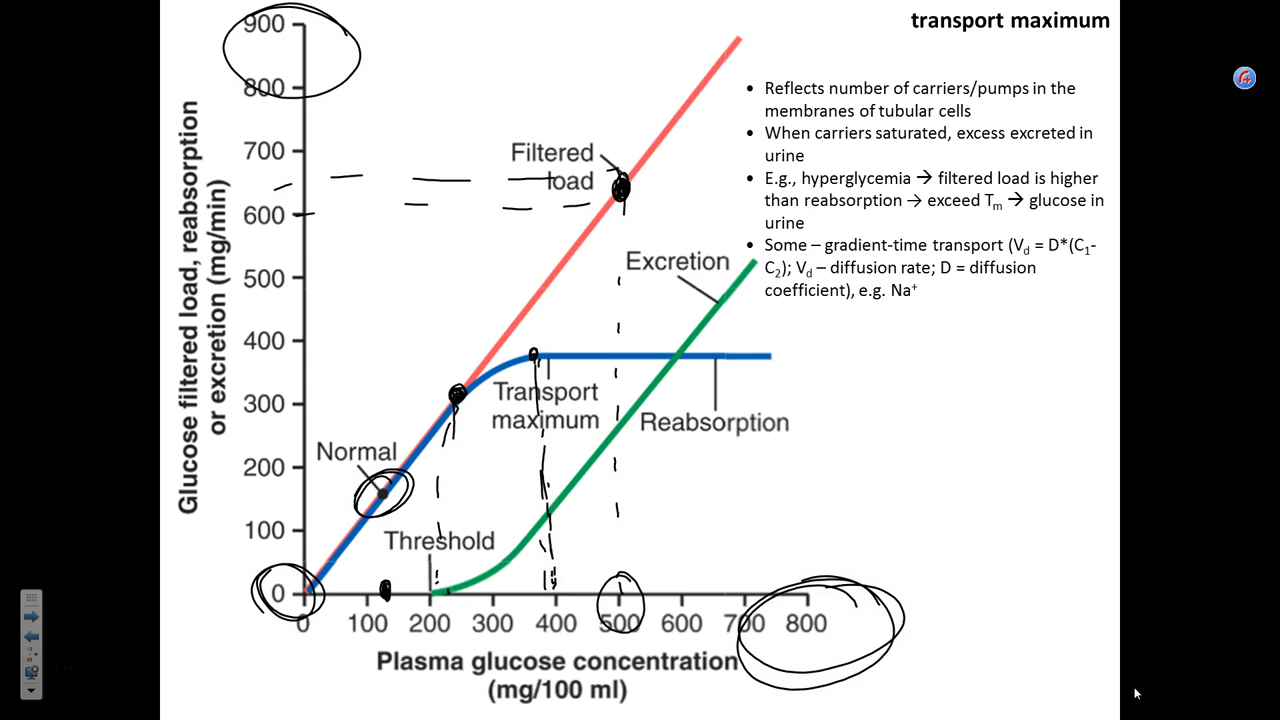 transport maximum
900
800
700
600
500
400
300
200
100
0
Glucose filtered load, reabsorption
or excretion (mg/min)
Filtered
load
Excretion
Transport
maximum
Reabsorption
Normal
Threshold
0 100 200 300 400 500 600 700 800
Plasma glucose concentration
(mg/100 ml)
• Reflects number of carriers/pumps in the
membranes of tubular cells
• When carriers saturated, excess excreted in
urine
• E.g., hyperglycemia → filtered load is higher
than reabsorption → exceed Tm → glucose in
urine
• Some – gradient-time transport (Vd = D*(C1-
C2); Vd – diffusion rate; D = diffusion
coefficient), e.g. Na+